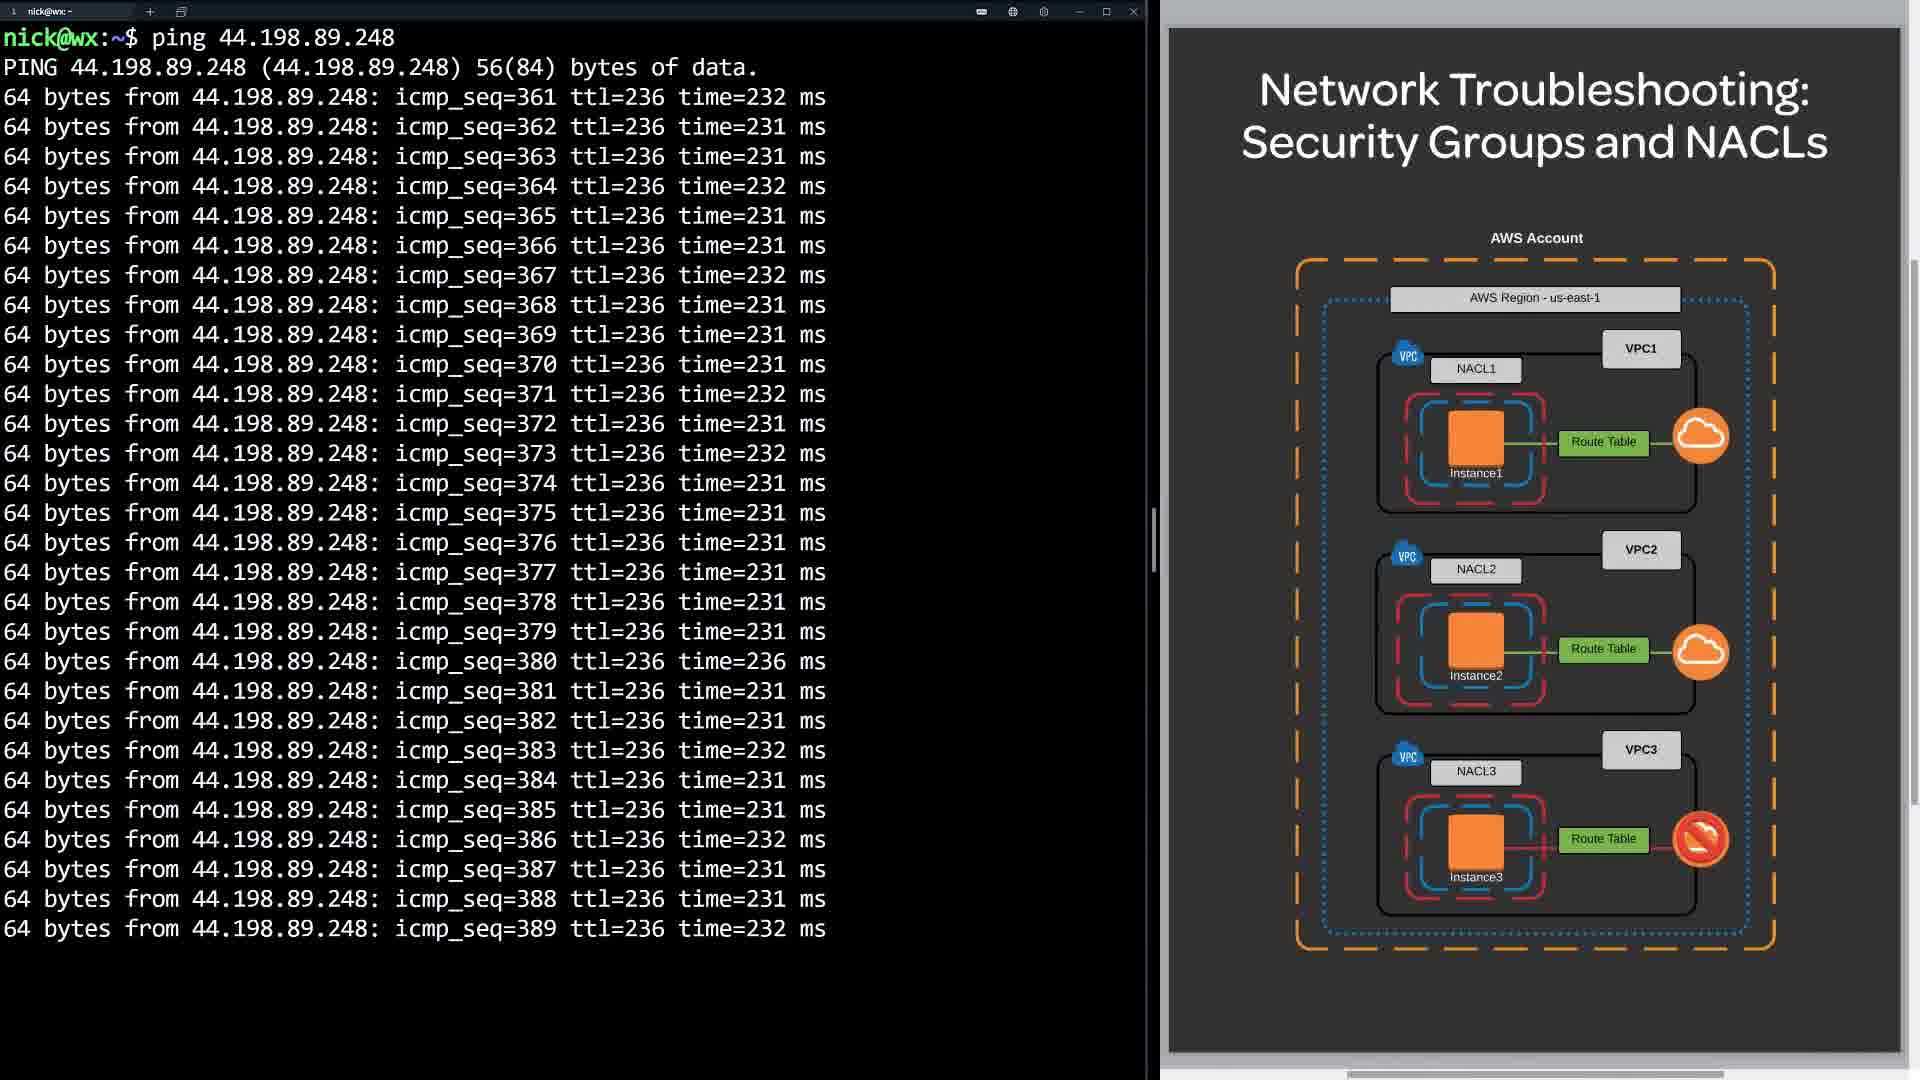 1 nick@wx: ~
nick@wx:~$ ping 44.198.89.248
PING 44.198.89.248 (44.198.89.248) 56(84) bytes of data.
64 bytes from 44.198.89.248: icmp_seq=361 ttl=236 time=232 ms
64 bytes from 44.198.89.248: icmp_seq=362 ttl=236 time=231 ms
64 bytes from 44.198.89.248: icmp_seq=363 ttl=236 time=231 ms
64 bytes from 44.198.89.248: icmp_seq=364 ttl=236 time=232 ms
64 bytes from 44.198.89.248: icmp_seq=365 ttl=236 time=231 ms
64 bytes from 44.198.89.248: icmp_seq=366 ttl=236 time=231 ms
64 bytes from 44.198.89.248: icmp_seq=367 ttl=236 time=232 ms
64 bytes from 44.198.89.248: icmp_seq=368 ttl=236 time=231 ms
64 bytes from 44.198.89.248: icmp_seq=369 ttl=236 time=231 ms
64 bytes from 44.198.89.248: icmp_seq=370 ttl=236 time=231 ms
64 bytes from 44.198.89.248: icmp_seq=371 ttl=236 time=232 ms
64 bytes from 44.198.89.248: icmp_seq=372 ttl=236 time=231 ms
64 bytes from 44.198.89.248: icmp_seq=373 ttl=236 time=232 ms
64 bytes from 44.198.89.248: icmp_seq=374 ttl=236 time=231 ms
64 bytes from 44.198.89.248: icmp_seq=375 ttl=236 time=231 ms
64 bytes from 44.198.89.248: icmp_seq=376 ttl=236 time=231 ms
64 bytes from 44.198.89.248: icmp_seq=377 ttl=236 time=231 ms
64 bytes from 44.198.89.248: icmp_seq=378 ttl=236 time=231 ms
64 bytes from 44.198.89.248: icmp_seq=379 ttl=236 time=231 ms
64 bytes from 44.198.89.248: icmp_seq=380 ttl=236 time=236 ms
64 bytes from 44.198.89.248: icmp_seq=381 ttl=236 time=231 ms
64 bytes from 44.198.89.248: icmp_seq=382 ttl=236 time=231 ms
64 bytes from 44.198.89.248: icmp_seq=383 ttl=236 time=232 ms
64 bytes from 44.198.89.248: icmp_seq=384 ttl=236 time=231 ms
64 bytes from 44.198.89.248: icmp_seq=385 ttl=236 time=231 ms
64 bytes from 44.198.89.248: icmp_seq=386 ttl=236 time=232 ms
64 bytes from 44.198.89.248: icmp_seq=387 ttl=236 time=231 ms
64 bytes from 44.198.89.248: icmp_seq=388 ttl=236 time=231 ms
64 bytes from 44.198.89.248: icmp_seq=389 ttl=236 time=232 ms
Network Troubleshooting:
Security Groups and NACLs
AWS Account
AWS Region - us-east-1
VPC
VPC1
NACL1
Route Table
Instance1
VPC
VPC2
NACL2
Route Table
Instance2
VPC
VPC3
NACL3
Route Table
Instance3